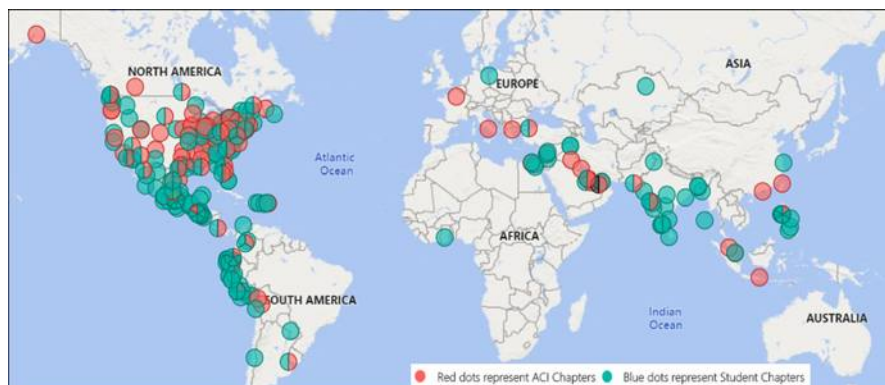 NORTH AMERICA
EUROPE
ASIA
Atlantic
Ocean
AFRICA
SOUTH AMERICA
Indian
Ocean
AUSTRALIA
Red dots represent ACI Chapters
Blue dots represent Student Chapters